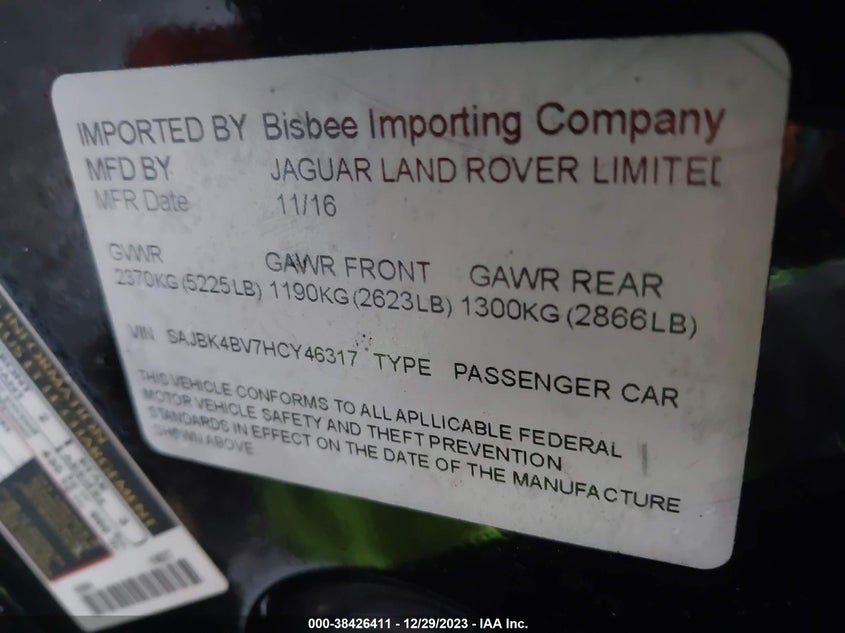 IMPORTED BY Bisbee Importing Company
MFD BY JAGUAR LAND ROVER LIMITED
MFR Date 11/16
GVWR GAWR FRONT GAWR REAR
2370KG (5225LB) 1190KG (2623LB) 1300KG (2866LB)
VIN SAJBK4BV7HCY46317 TYPE PASSENGER CAR
THIS VEHICLE CONFORMS TO ALL APLLICABLE FEDERAL
MOTOR VEHICLE SAFETY AND THEFT PREVENTION
STANDARDS IN EFFECT ON THE DATE OF THE MANUFACTURE
SHOWN ABOVE
INFORMATION
000-38426411 - 12/29/2023 - IAA Inc.